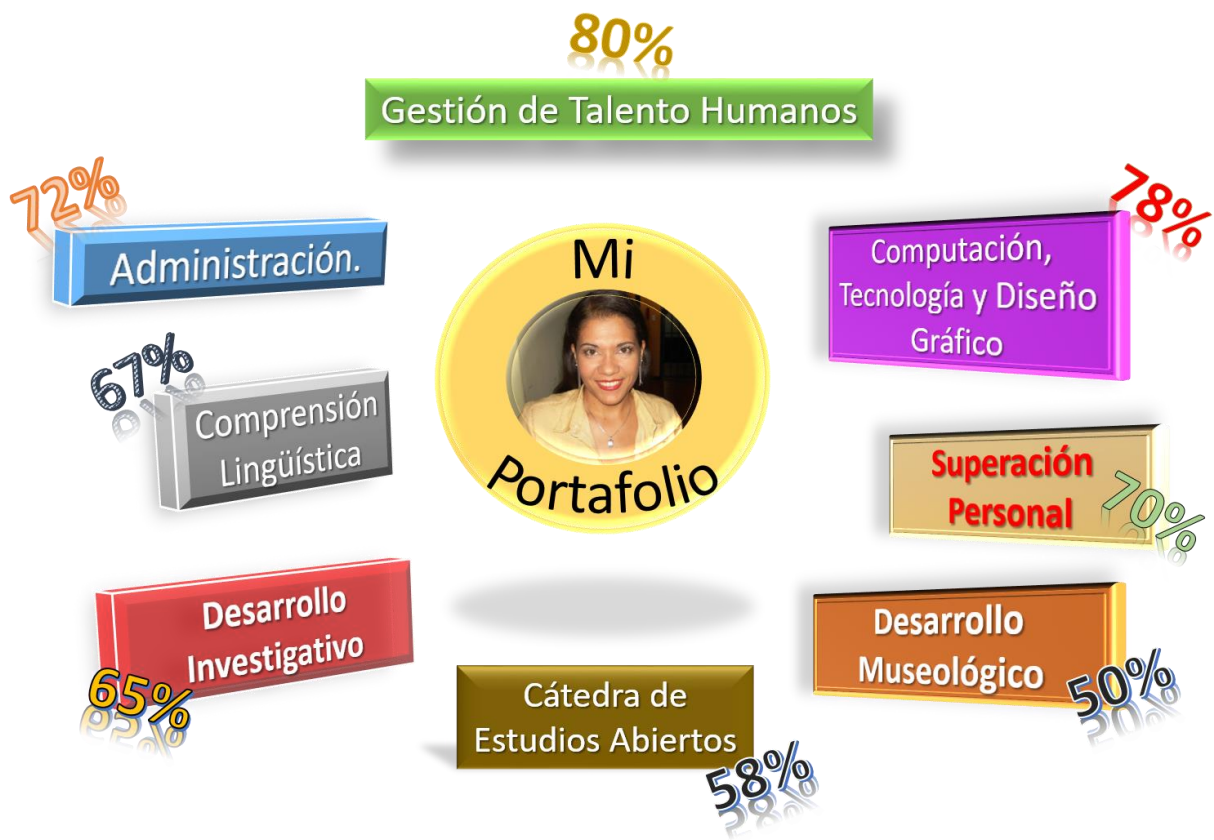 80%
Gestión de Talento Humanos
72%
Administración.
78%
Computación,
Tecnología y Diseño
Gráfico
Mi
Portafolio
67%
Comprensión
Lingüística
Superación
Personal
70%
Desarrollo
Investigativo
65%
Desarrollo
Museológico
50%
Cátedra de
Estudios Abiertos
58%